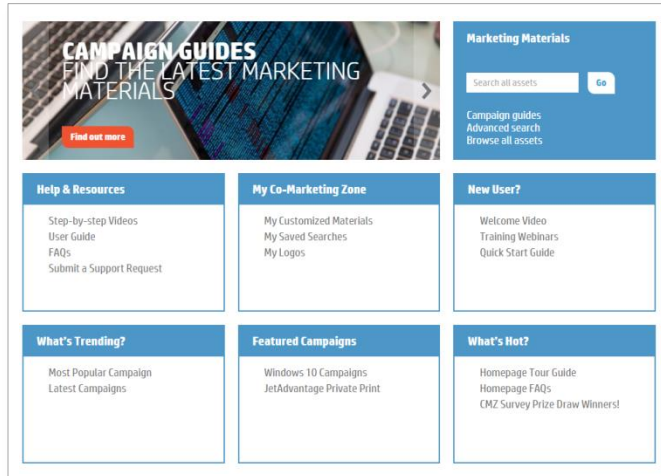 CAMPAIGN GUIDES
FIND THE LATEST MARKETING
MATERIALS
Find out more
Marketing Materials
Search all assets
Go
Campaign guides
Advanced search
Browse all assets
Help & Resources
Step-by-step Videos
User Guide
FAQs
Submit a Support Request
My Co-Marketing Zone
My Customized Materials
My Saved Searches
My Logos
New User?
Welcome Video
Training Webinars
Quick Start Guide
What's Trending?
Most Popular Campaign
Latest Campaigns
Featured Campaigns
Windows 10 Campaigns
JetAdvantage Private Print
What's Hot?
Homepage Tour Guide
Homepage FAQs
CMZ Survey Prize Draw Winners!